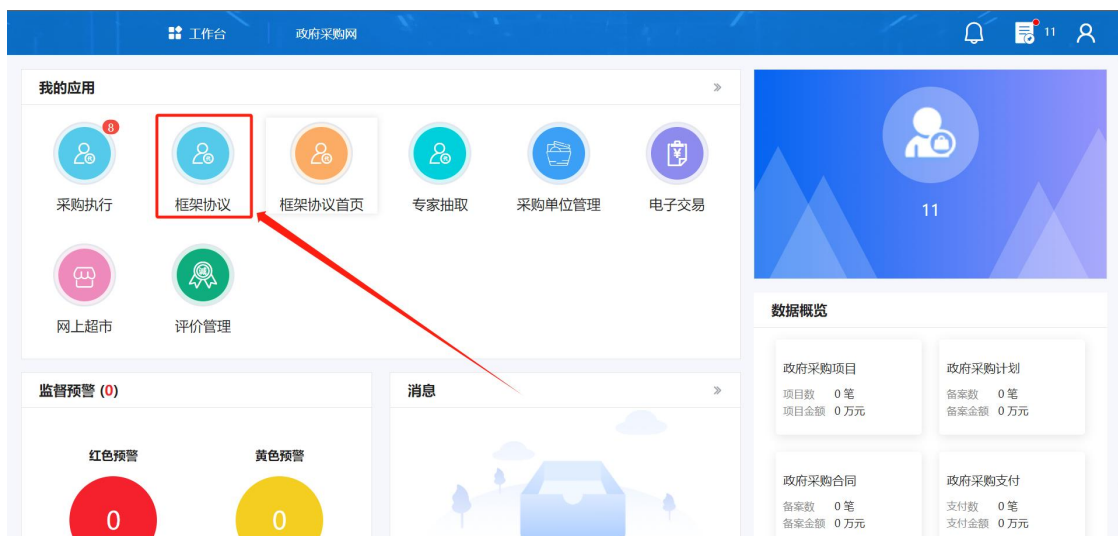 工作台 政府采购网 11
我的应用
8
采购执行 框架协议 框架协议首页 专家抽取 采购单位管理 电子交易
网上超市 评价管理
监督预警 (0)
红色预警 黄色预警
0 0
消息
11
数据概览
政府采购项目 政府采购计划
项目数 0 笔 备案数 0 笔
项目金额 0 万元 备案金额 0 万元
政府采购合同 政府采购支付
备案数 0 笔 支付数 0 笔
备案金额 0 万元 支付金额 0 万元